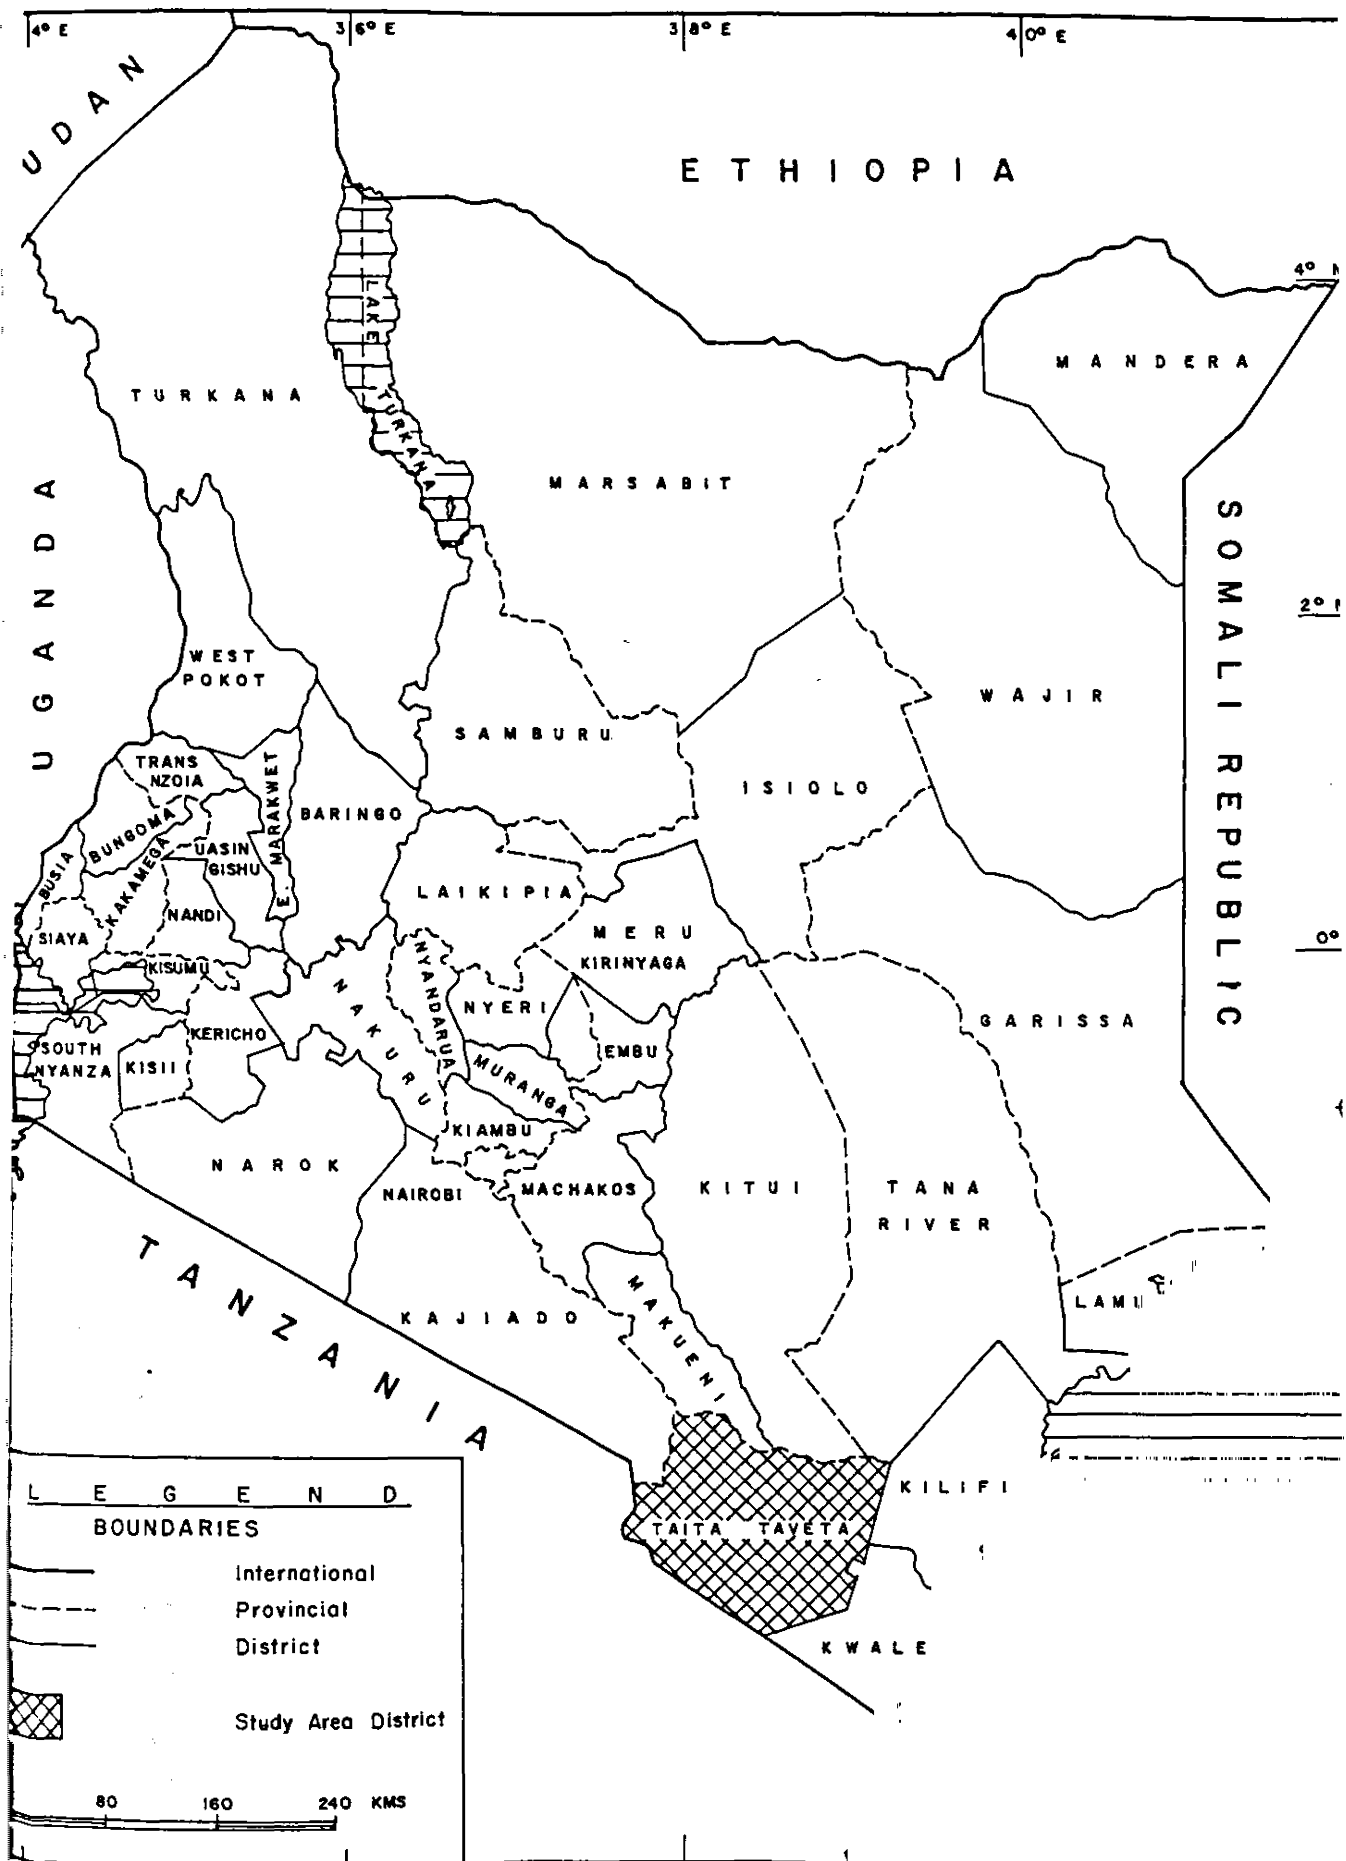 4° E 36° E 38° E 40° E
UDAN
ETHIOPIA
4° N
LAKE TURKANA
MANDERA
TURKANA
MARSABIT
UGANDA
SOMALI REPUBLIC
2°
WEST
POKOT
WAJIR
SAMBURU
TRANS
NZOIA
ISIOLO
E. MARAKWET
BARINGO
BUNGOMA
UASIN
GISHU
KAKAMEGA
BUSIA
LAIKIPIA
NANDI
SIAYA
MERU
0°
KISUMU
KIRINYAGA
NYANDARUA
NAKURU
NYERI
GARISSA
KERICHO
SOUTH
NYANZA
KISII
EMBU
MURANGA
KIAMBU
NAROK
NAIROBI
MACHAKOS
KITUI
TANA
RIVER
TANZANIA
LAMU
KAJIADO
MAKUENI
KILIFI
TAITA TAVETA
KWALE
LEGEND
BOUNDARIES
International
Provincial
District
Study Area District
80 160 240 KMS